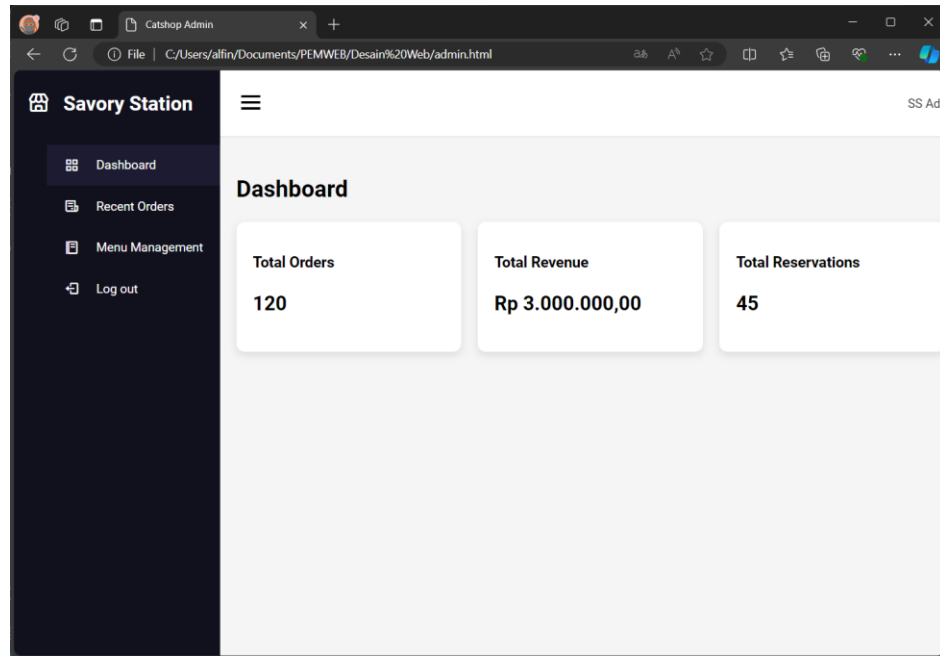 Catshop Admin
File | C:/Users/alfin/Documents/PEMWEB/Desain%20Web/admin.html
Savory Station
SS Ad
Dashboard
Recent Orders
Menu Management
Log out
Dashboard
Total Orders
Total Revenue
Total Reservations
120
Rp 3.000.000,00
45